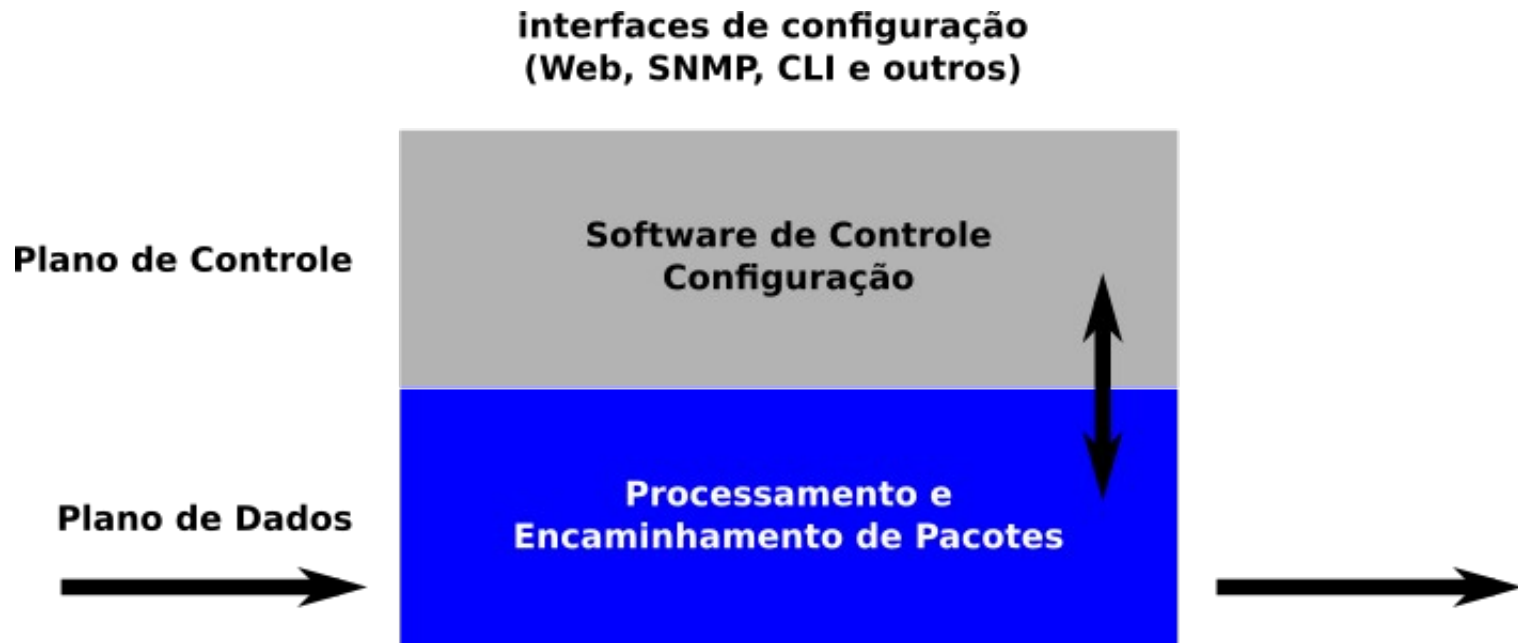 interfaces de configuração
(Web, SNMP, CLI e outros)
Software de Controle
Configuração
Plano de Controle
Processamento e
Encaminhamento de Pacotes
Plano de Dados